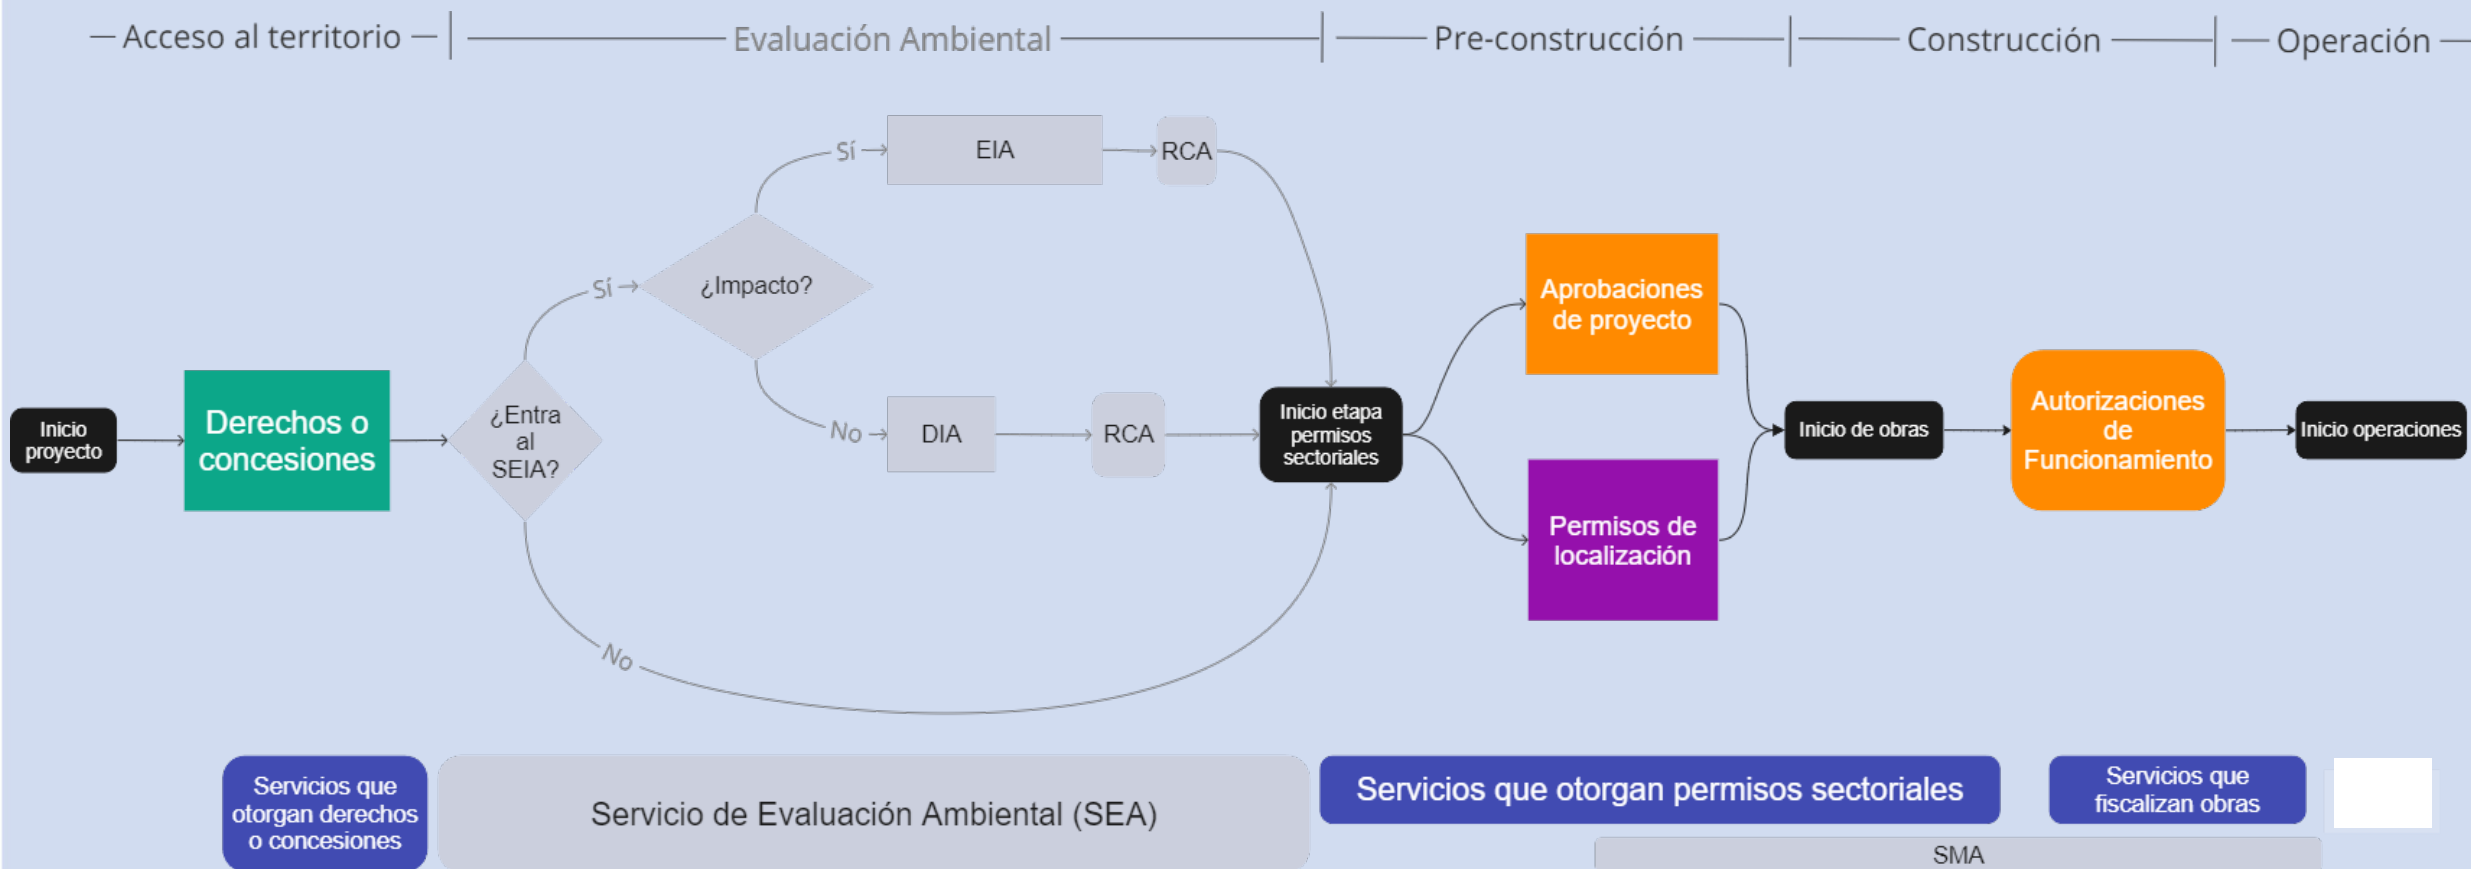 Acceso al territorio
Evaluación Ambiental
Pre-construcción
Construcción
Operación
Sí
EIA
RCA
Sí
¿Impacto?
Aprobaciones
de proyecto
Inicio
proyecto
Derechos o
concesiones
¿Entra
al
SEIA?
No
DIA
RCA
Inicio etapa
permisos
sectoriales
Inicio de obras
Autorizaciones
de
Funcionamiento
Inicio operaciones
Permisos de
localización
No
Servicios que
otorgan derechos
o concesiones
Servicio de Evaluación Ambiental (SEA)
Servicios que otorgan permisos sectoriales
Servicios que
fiscalizan obras
SMA